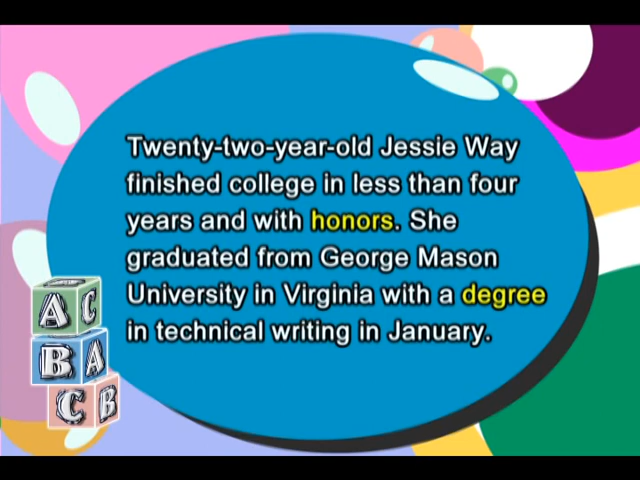 Twenty-two-year-old Jessie Way
finished college in less than four
years and with honors. She
graduated from George Mason
University in Virginia with a degree
in technical writing in January.
A C
B A
C B